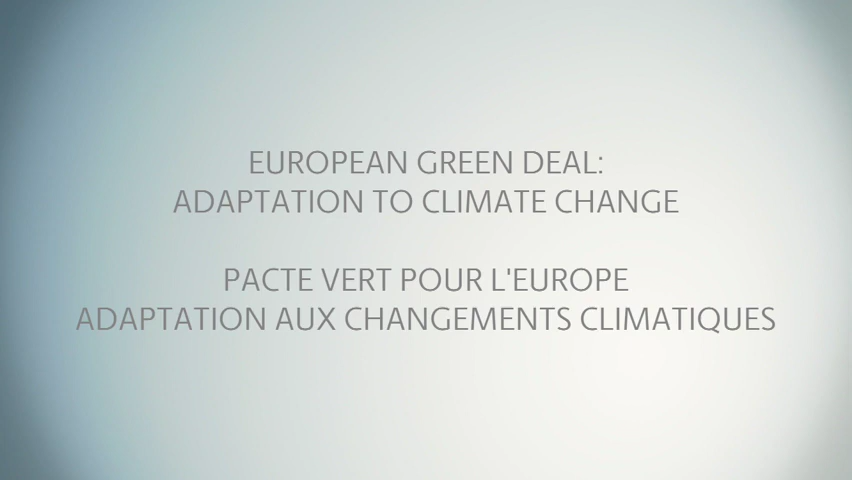 EUROPEAN GREEN DEAL:
ADAPTATION TO CLIMATE CHANGE
PACTE VERT POUR L'EUROPE
ADAPTATION AUX CHANGEMENTS CLIMATIQUES